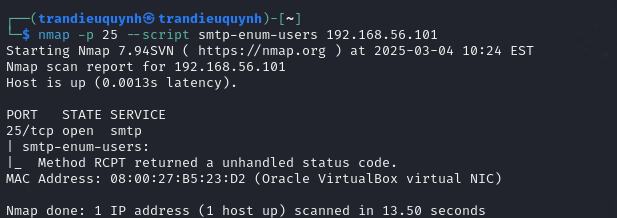 ┌──(trandieuquynh㉿trandieuquynh)-[~]
└─$ nmap -p 25 --script smtp-enum-users 192.168.56.101
Starting Nmap 7.94SVN ( https://nmap.org ) at 2025-03-04 10:24 EST
Nmap scan report for 192.168.56.101
Host is up (0.0013s latency).

PORT   STATE SERVICE
25/tcp open  smtp
| smtp-enum-users:
|_  Method RCPT returned a unhandled status code.
MAC Address: 08:00:27:B5:23:D2 (Oracle VirtualBox virtual NIC)

Nmap done: 1 IP address (1 host up) scanned in 13.50 seconds